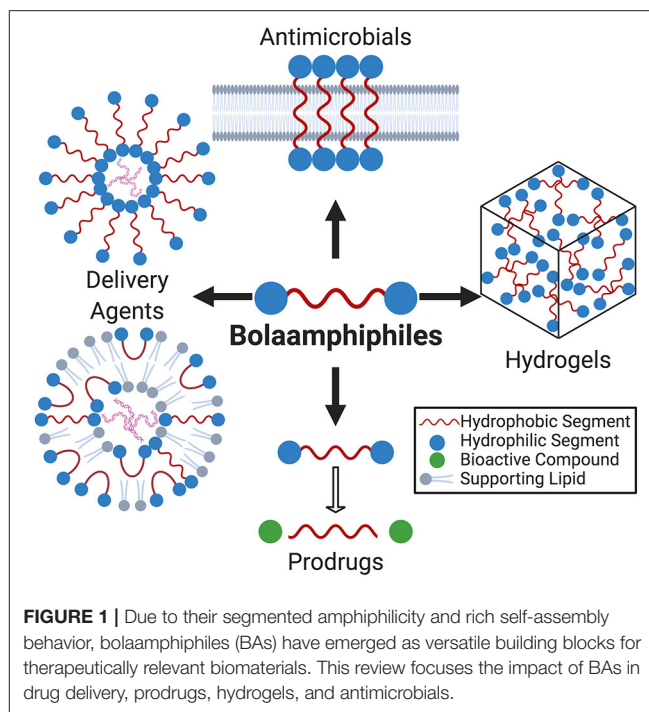 Antimicrobials
Delivery
Agents
Bolaamphiphiles
Hydrogels
Hydrophobic Segment
Hydrophilic Segment
Bioactive Compound
Supporting Lipid
Prodrugs
FIGURE 1 | Due to their segmented amphiphilicity and rich self-assembly
behavior, bolaamphiphiles (BAs) have emerged as versatile building blocks for
therapeutically relevant biomaterials. This review focuses the impact of BAs in
drug delivery, prodrugs, hydrogels, and antimicrobials.